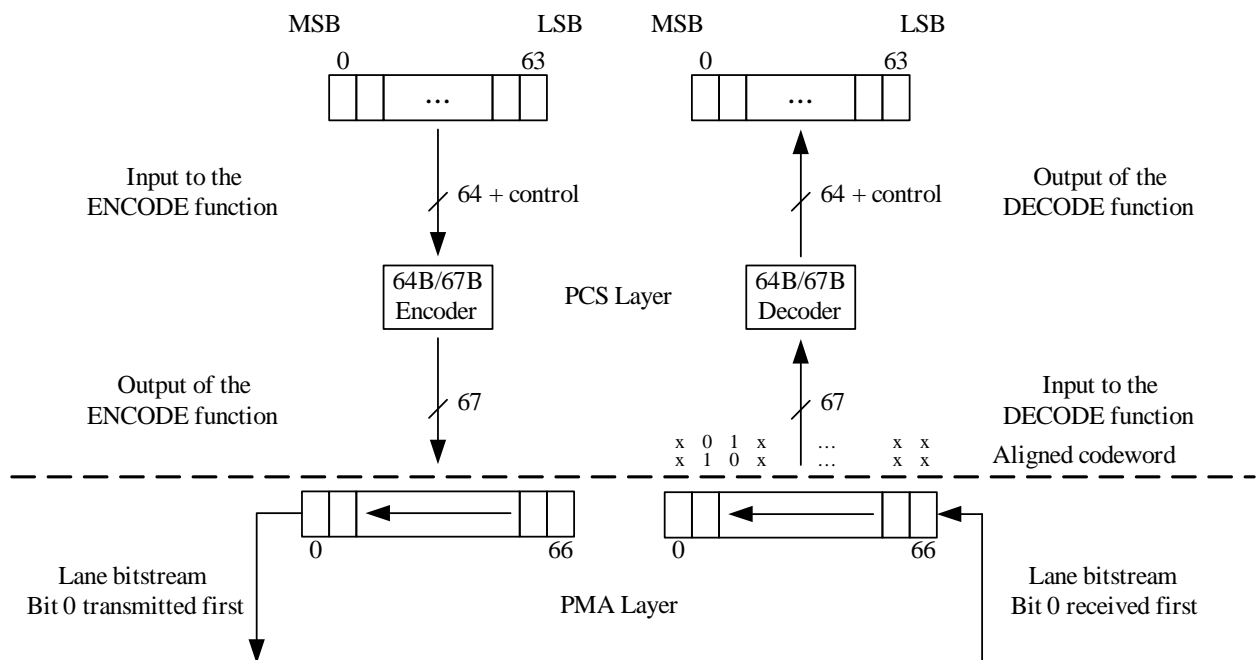 MSB LSB MSB LSB
0 63 0 63
... ...
Input to the
ENCODE function
64 + control
64 + control
Output of the
DECODE function
64B/67B
Encoder
PCS Layer
64B/67B
Decoder
Output of the
ENCODE function
67
67
Input to the
DECODE function
x 0 1 x ... x x
x 1 0 x ... x x
Aligned codeword
0 66 0 66
Lane bitstream
Bit 0 transmitted first
PMA Layer
Lane bitstream
Bit 0 received first